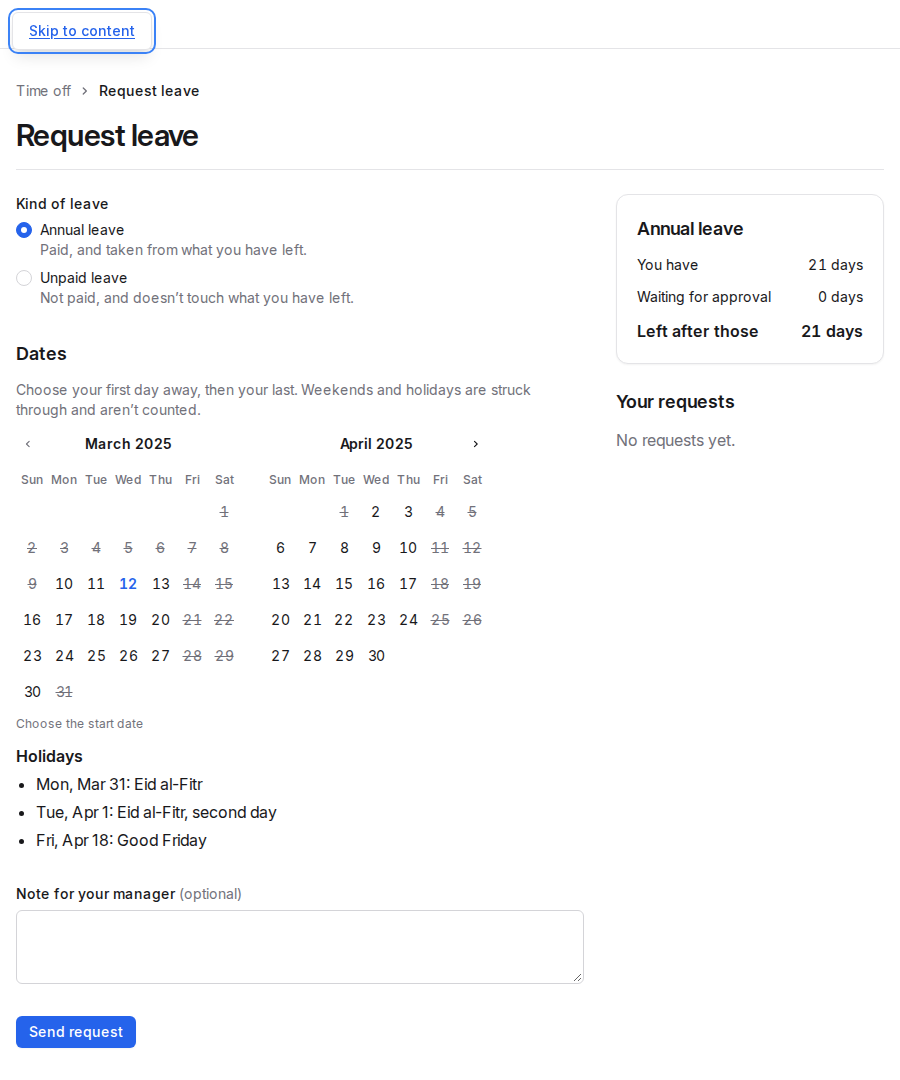 Skip to content
Time off › Request leave
Request leave
Kind of leave
Annual leave
Paid, and taken from what you have left.
Unpaid leave
Not paid, and doesn’t touch what you have left.
Dates
Choose your first day away, then your last. Weekends and holidays are struck
through and aren’t counted.
March 2025
Sun Mon Tue Wed Thu Fri Sat
1
2 3 4 5 6 7 8
9 10 11 12 13 14 15
16 17 18 19 20 21 22
23 24 25 26 27 28 29
30 31
April 2025
Sun Mon Tue Wed Thu Fri Sat
1 2 3 4 5
6 7 8 9 10 11 12
13 14 15 16 17 18 19
20 21 22 23 24 25 26
27 28 29 30
Choose the start date
Holidays
• Mon, Mar 31: Eid al-Fitr
• Tue, Apr 1: Eid al-Fitr, second day
• Fri, Apr 18: Good Friday
Note for your manager (optional)
Send request
Annual leave
You have 21 days
Waiting for approval 0 days
Left after those 21 days
Your requests
No requests yet.